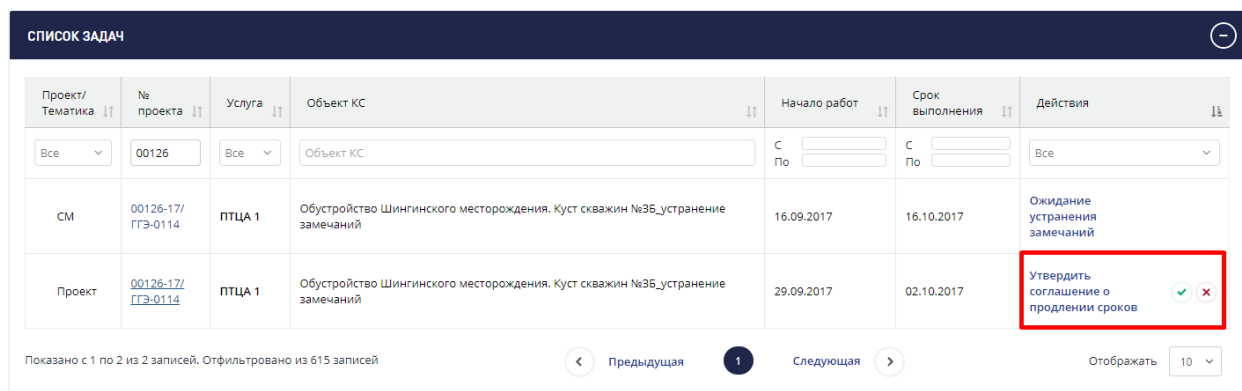 СПИСОК ЗАДАЧ
Проект/ № Услуга Объект КС Начало работ Срок Действия
Тематика проекта выполнения
Все 00126 Все Объект КС С С Все
По По
СМ 00126-17/ ПТЦА 1 Обустройство Шингинского месторождения. Куст скважин №3Б_устранение 16.09.2017 16.10.2017 Ожидание
ГГЭ-0114 замечаний устранения
замечаний
Проект 00126-17/ ПТЦА 1 Обустройство Шингинского месторождения. Куст скважин №3Б_устранение 29.09.2017 02.10.2017 Утвердить
ГГЭ-0114 замечаний соглашение о
продлении сроков
Показано с 1 по 2 из 2 записей. Отфильтровано из 615 записей Предыдущая 1 Следующая Отображать 10